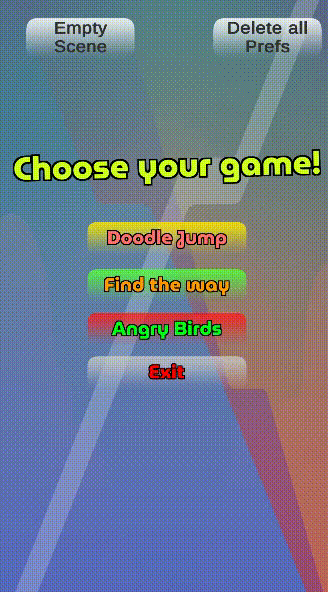 Empty
Scene
Delete all
Prefs
Choose your game!
Doodle Jump
Find the way
Angry Birds
Exit